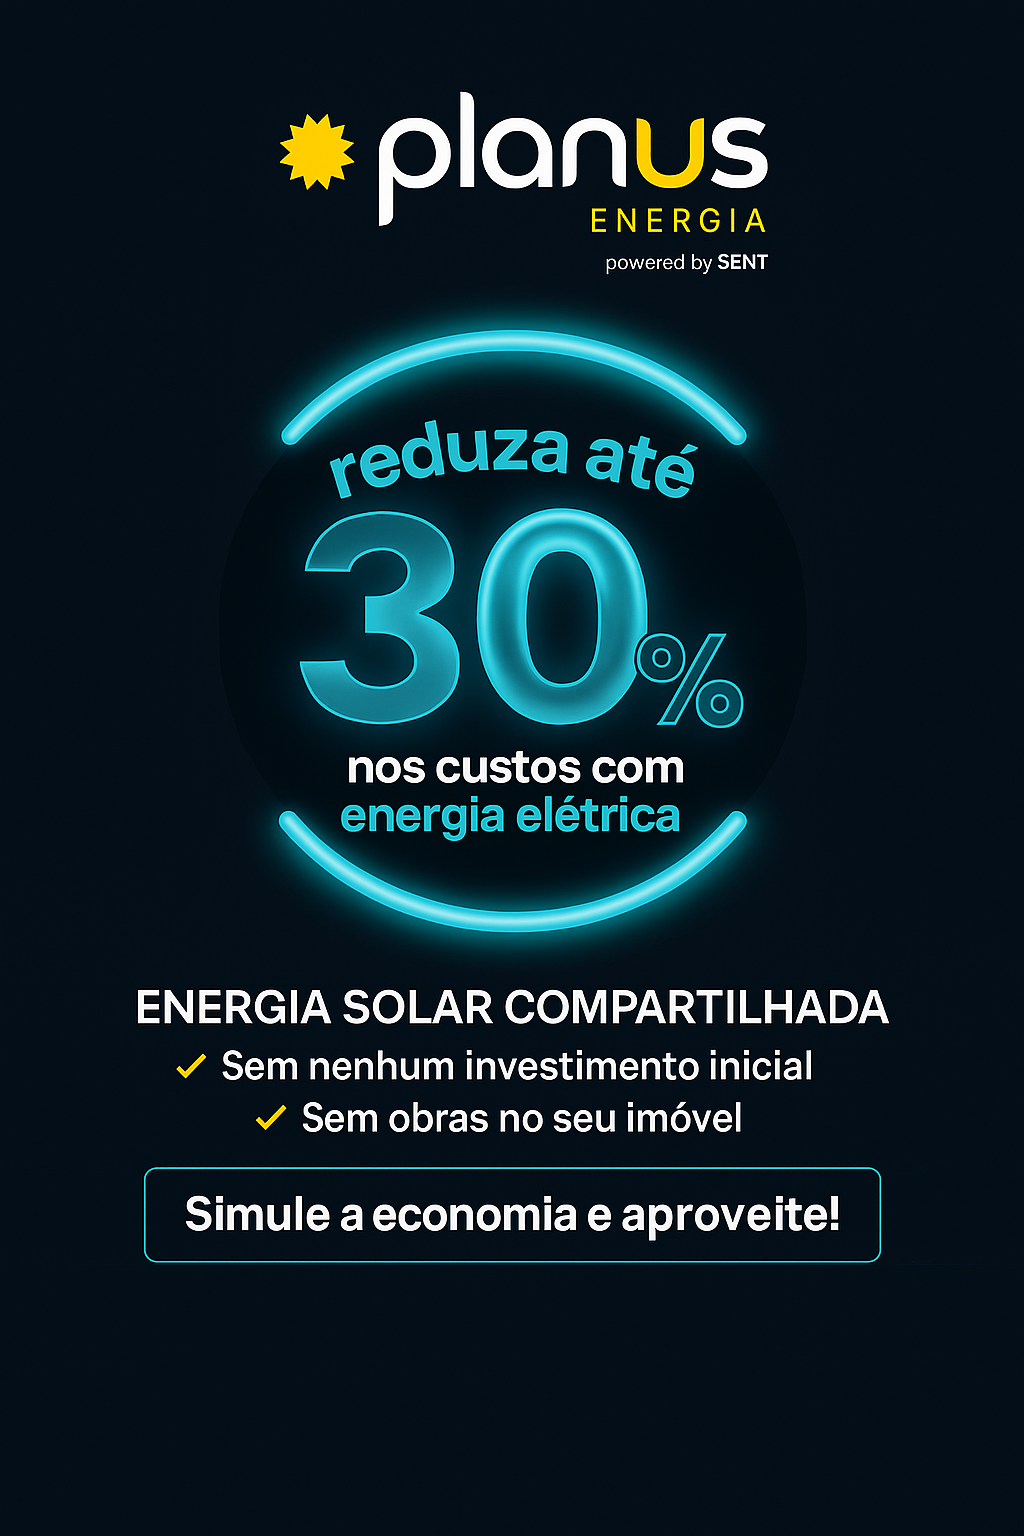 planus
ENERGIA
powered by SENT
reduza até
30%
nos custos com
energia elétrica
ENERGIA SOLAR COMPARTILHADA
Sem nenhum investimento inicial
Sem obras no seu imóvel
Simule a economia e aproveite!